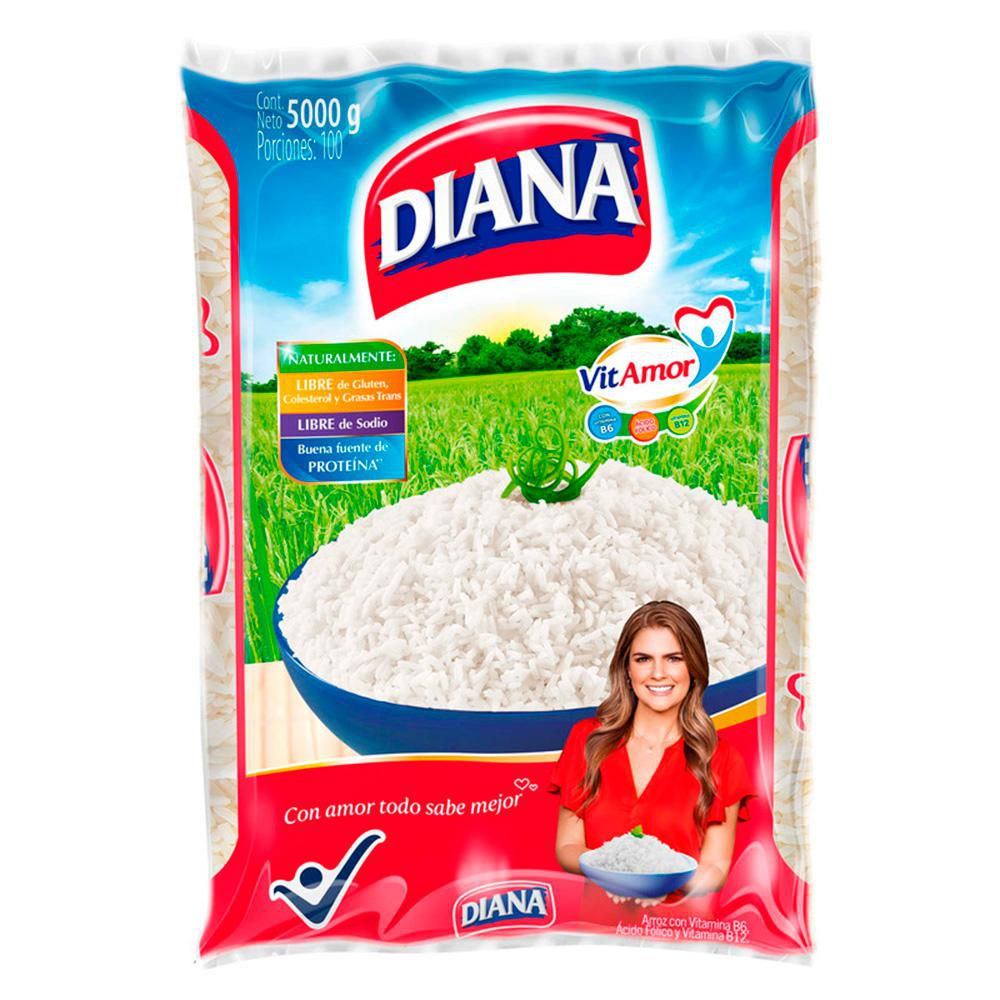 Cont.
Neto 5000 g
Porciones: 100
DIANA
NATURALMENTE:
LIBRE de Gluten,
Colesterol y Grasas Trans
LIBRE de Sodio
Buena fuente de
PROTEÍNA
VitAmor
CON
VITAMINA
B6
ÁCIDO
FÓLICO
VITAMINA
B12
Con amor todo sabe mejor
DIANA
Arroz con Vitamina B6,
Ácido Fólico y Vitamina B12.